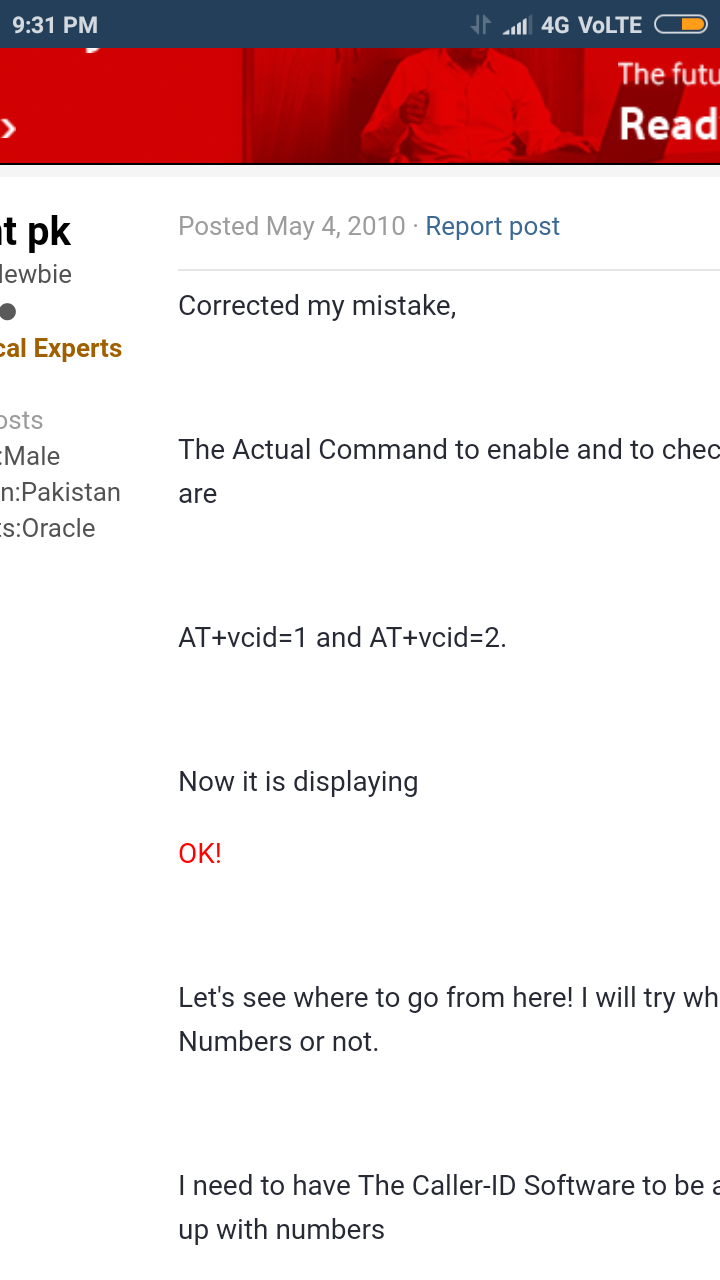 9:31 PM 4G VoLTE
The futu
Read
t pk
ewbie
cal Experts
osts
:Male
n:Pakistan
ts:Oracle
Posted May 4, 2010 · Report post
Corrected my mistake,
The Actual Command to enable and to chec
are
AT+vcid=1 and AT+vcid=2.
Now it is displaying
OK!
Let's see where to go from here! I will try wh
Numbers or not.
I need to have The Caller-ID Software to be a
up with numbers